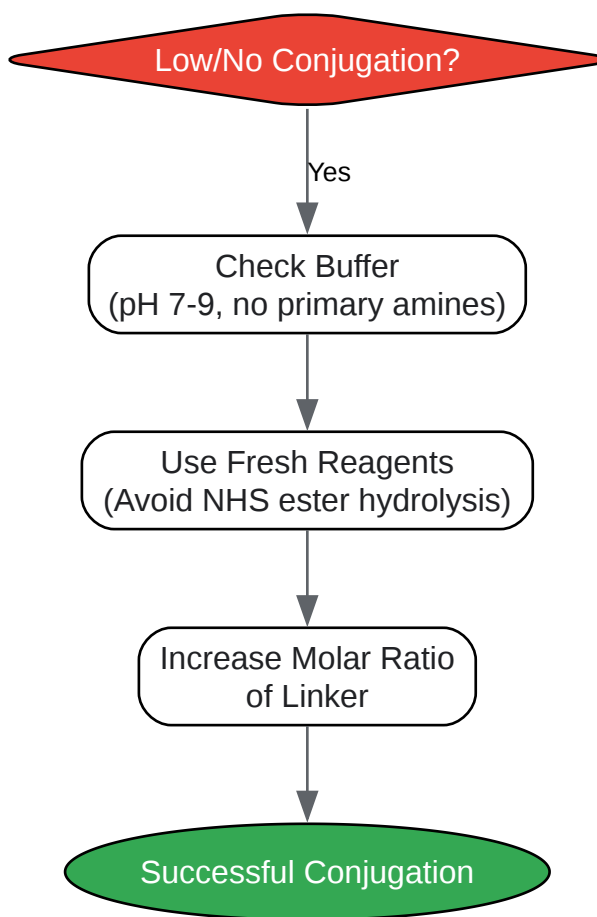 Low/No Conjugation?
Yes
Check Buffer
(pH 7-9, no primary amines)
Use Fresh Reagents
(Avoid NHS ester hydrolysis)
Increase Molar Ratio
of Linker
Successful Conjugation